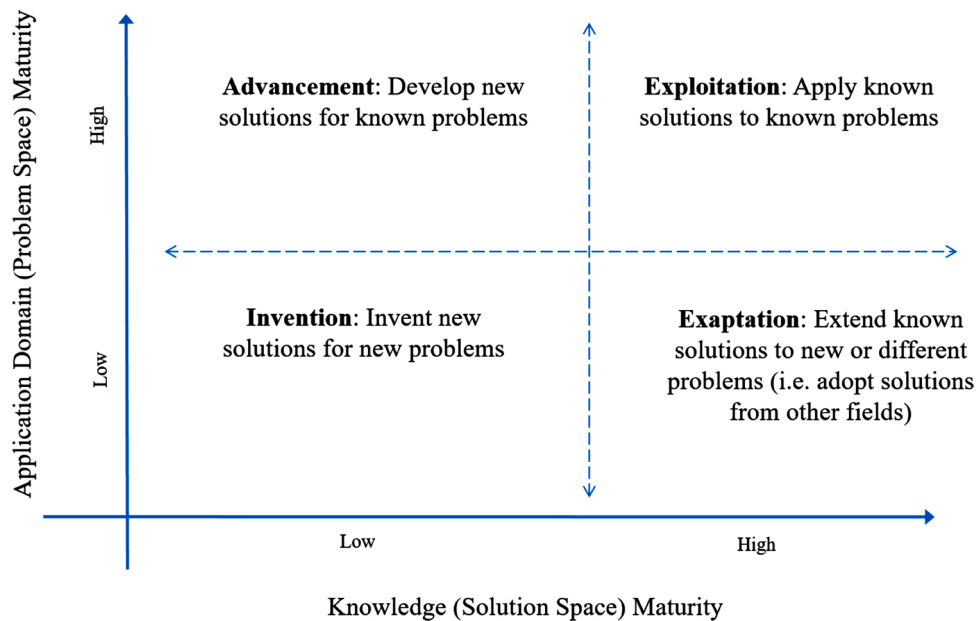 Application Domain (Problem Space) Maturity
High
Low
Advancement: Develop new
solutions for known problems
Exploitation: Apply known
solutions to known problems
Invention: Invent new
solutions for new problems
Exaptation: Extend known
solutions to new or different
problems (i.e. adopt solutions
from other fields)
Low
High
Knowledge (Solution Space) Maturity